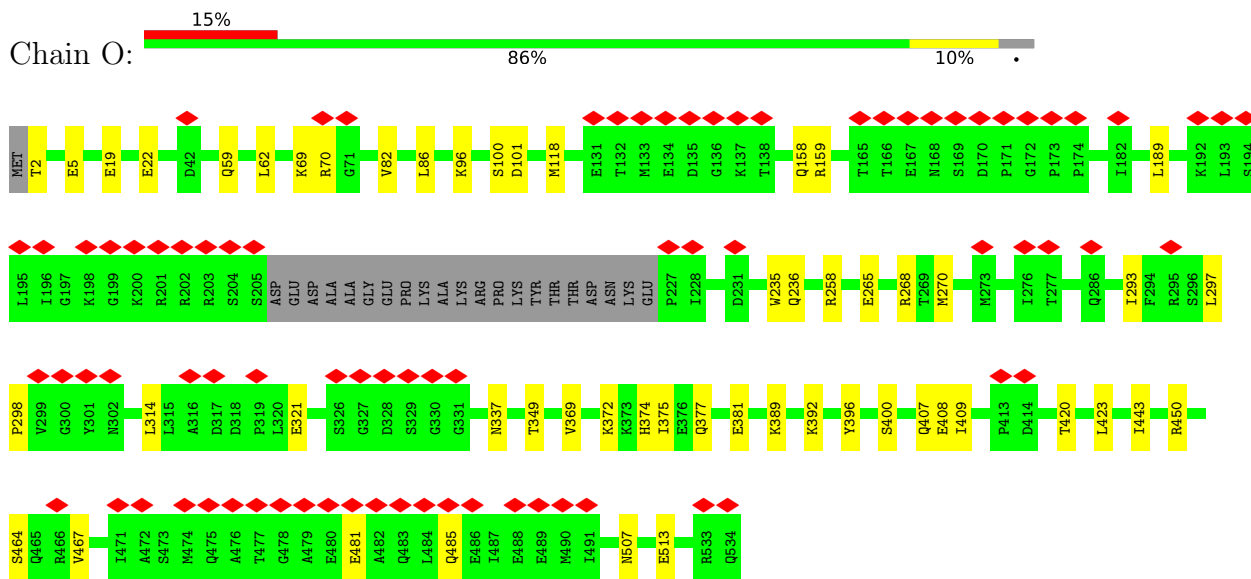 15%
Chain O:
86% 10% •
MET T2 E5 E19 E22 D42 Q59 L62 K69 R70 G71 V82 L86 K96 S100 D101 M118 E131 T132 M133 E134 D135 G136 K137 T138 Q158 R159 T165 T166 E167 N168 S169 D170 P171 G172 P173 P174 I182 L189 K192 L193 S194
L195 I196 G197 K198 G199 K200 R201 R202 R203 S204 S205 ASP GLU ASP ALA ALA GLY GLU PRO LYS ALA LYS ARG PRO LYS TYR THR THR ASP ASN LYS GLU P227 I228 D231 W235 Q236 R258 E265 R268 T269 M270 M273 I276 T277 Q286 I293 F294 R295 S296 L297
P298 V299 G300 Y301 N302 L314 L315 A316 D317 D318 P319 L320 E321 S326 G327 D328 S329 G330 G331 N337 T349 V369 K372 K373 H374 I375 E376 Q377 E381 K389 K392 Y396 S400 Q407 E408 I409 P413 D414 T420 L423 I443 R450
S464 Q465 R466 V467 I471 A472 S473 M474 Q475 A476 T477 G478 A479 E480 E481 A482 Q483 L484 Q485 E486 I487 E488 E489 M490 I491 N507 E513 R533 Q534